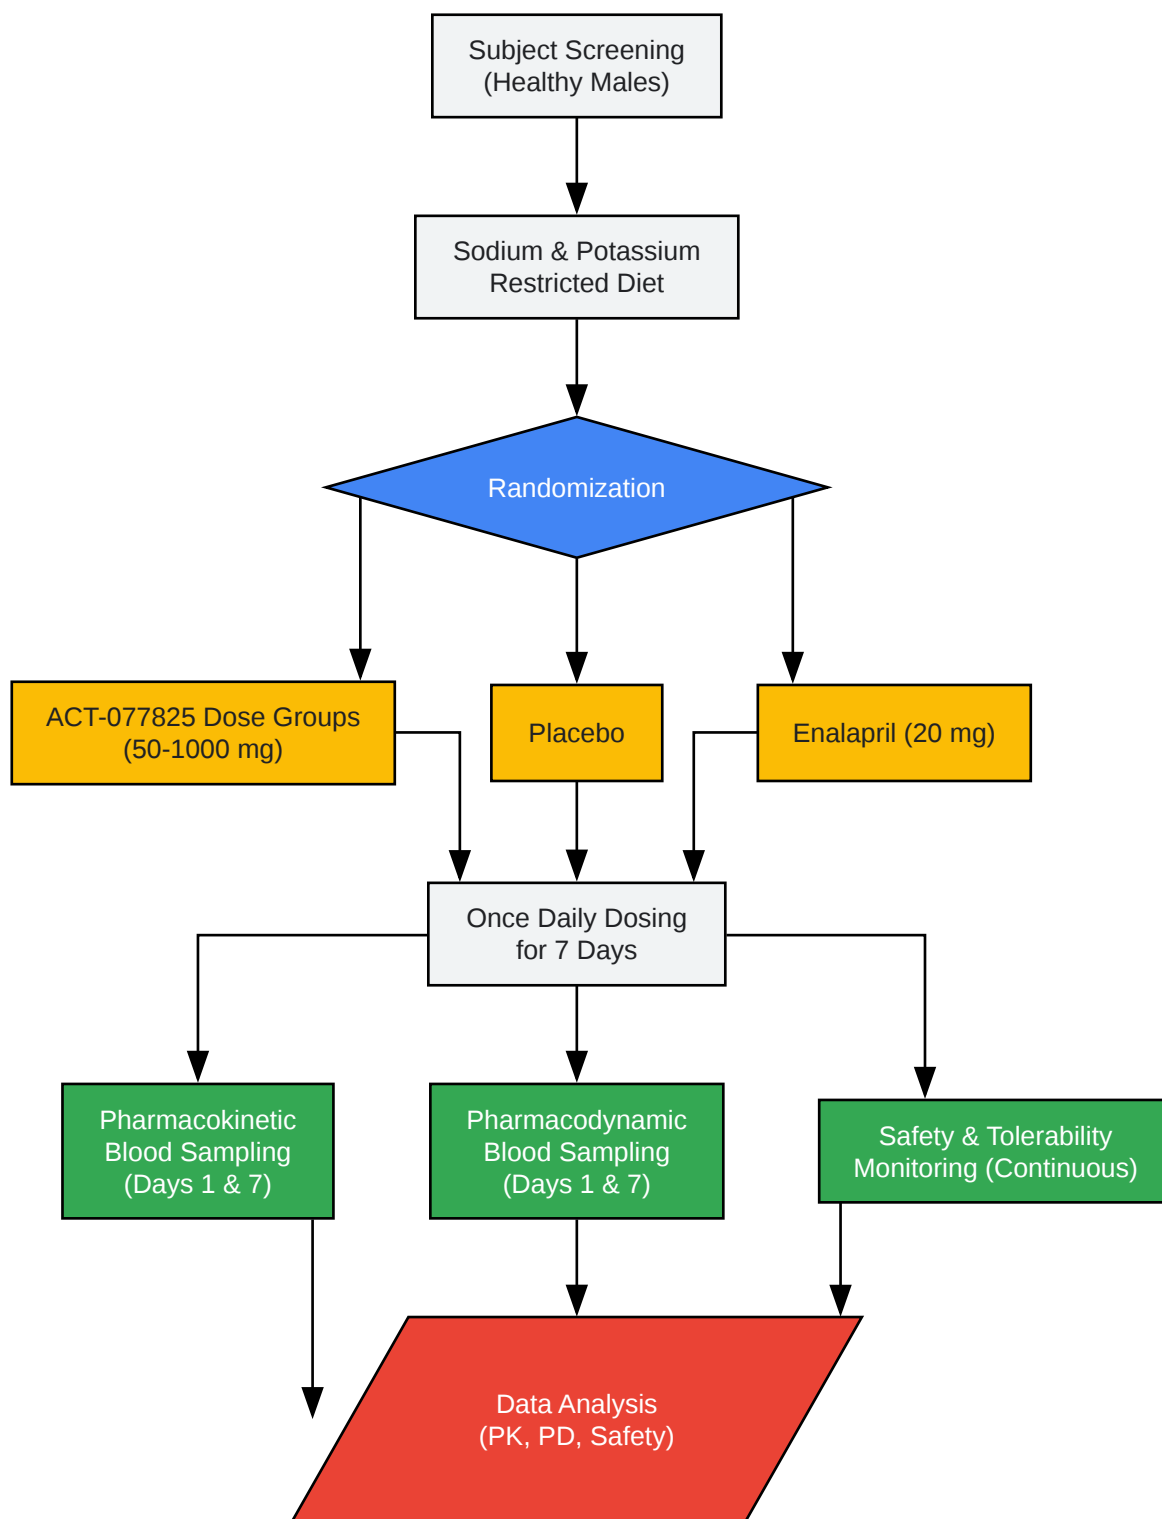 Subject Screening
(Healthy Males)
Sodium & Potassium
Restricted Diet
Randomization
ACT-077825 Dose Groups
(50-1000 mg)
Placebo
Enalapril (20 mg)
Once Daily Dosing
for 7 Days
Pharmacokinetic
Blood Sampling
(Days 1 & 7)
Pharmacodynamic
Blood Sampling
(Days 1 & 7)
Safety & Tolerability
Monitoring (Continuous)
Data Analysis
(PK, PD, Safety)